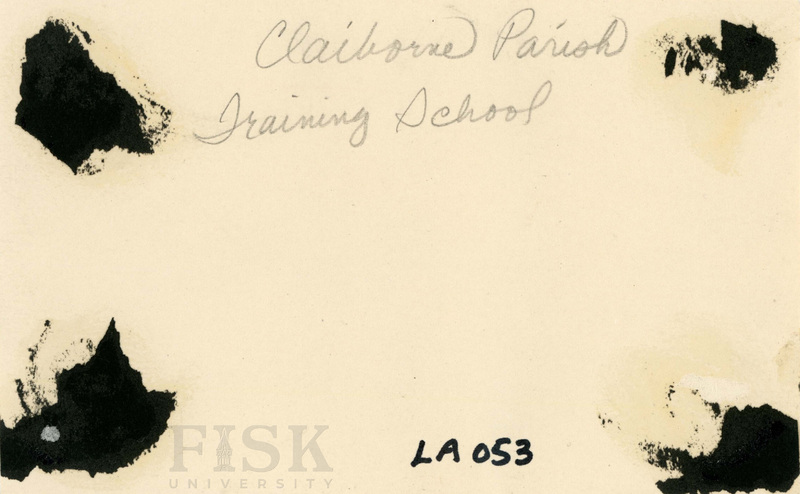 Claiborne Parish
Training School
FISK
UNIVERSITY
LA 053